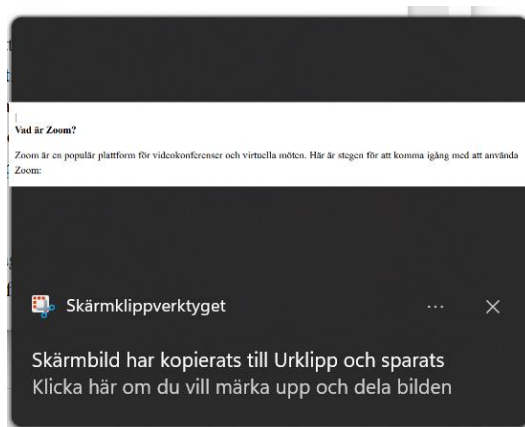 Vad är Zoom?
Zoom är en populär plattform för videokonferenser och virtuella möten. Här är stegen för att komma igång med att använda
Zoom:
Skärmklippverktyget
Skärmbild har kopierats till Urklipp och sparats
Klicka här om du vill märka upp och dela bilden